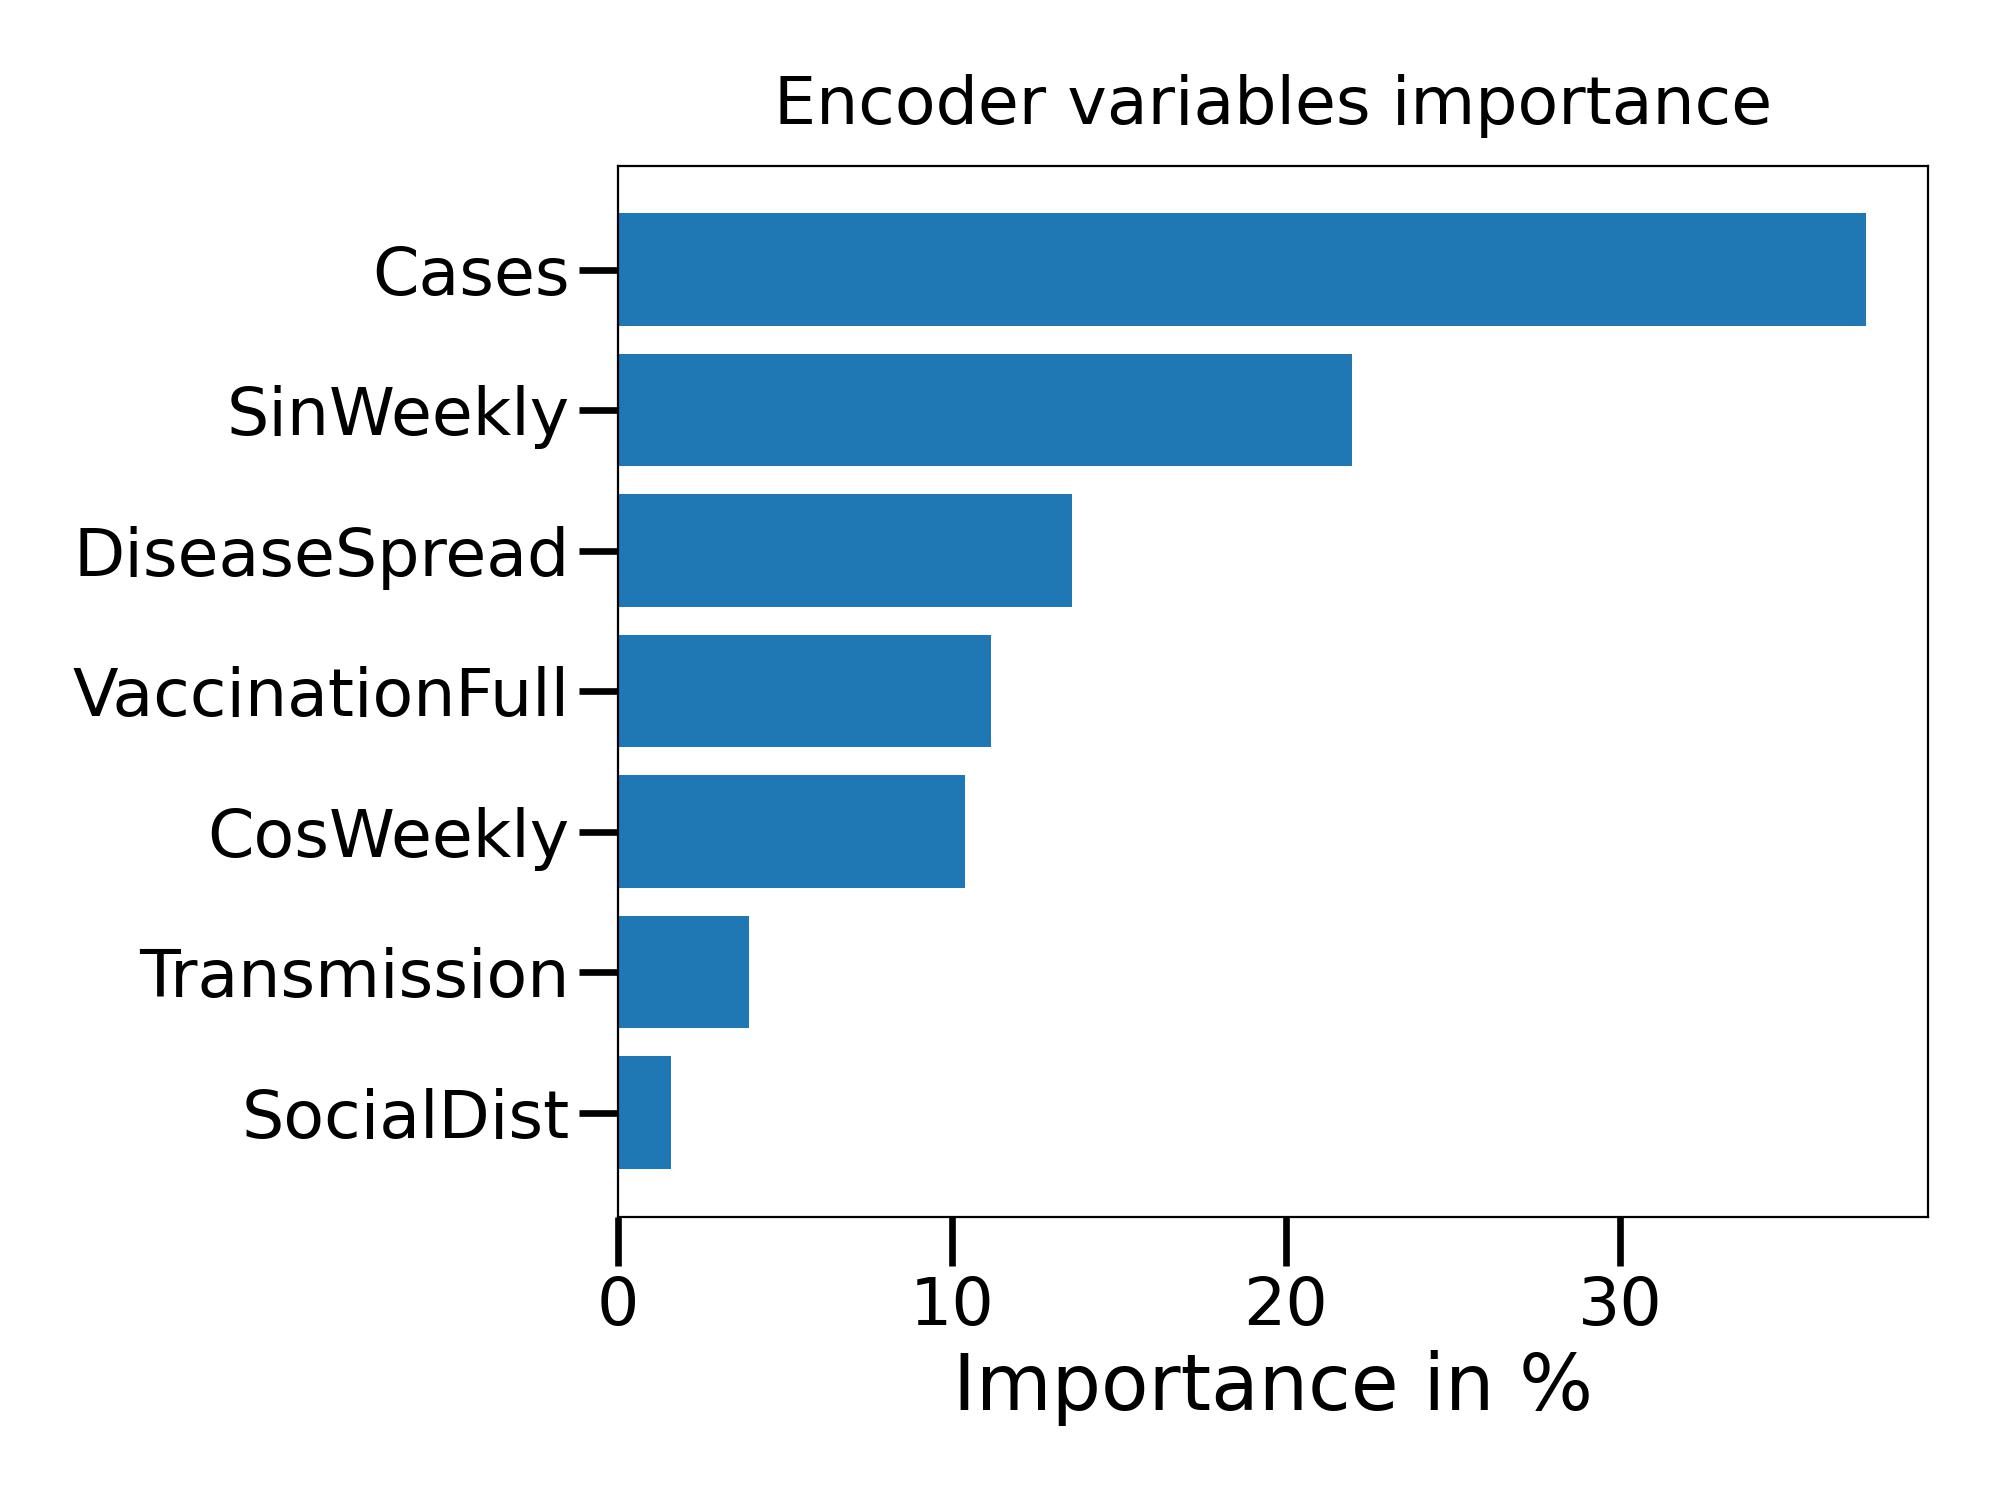 Encoder variables importance
Cases
SinWeekly
DiseaseSpread
VaccinationFull
CosWeekly
Transmission
SocialDist
0 10 20 30
Importance in %